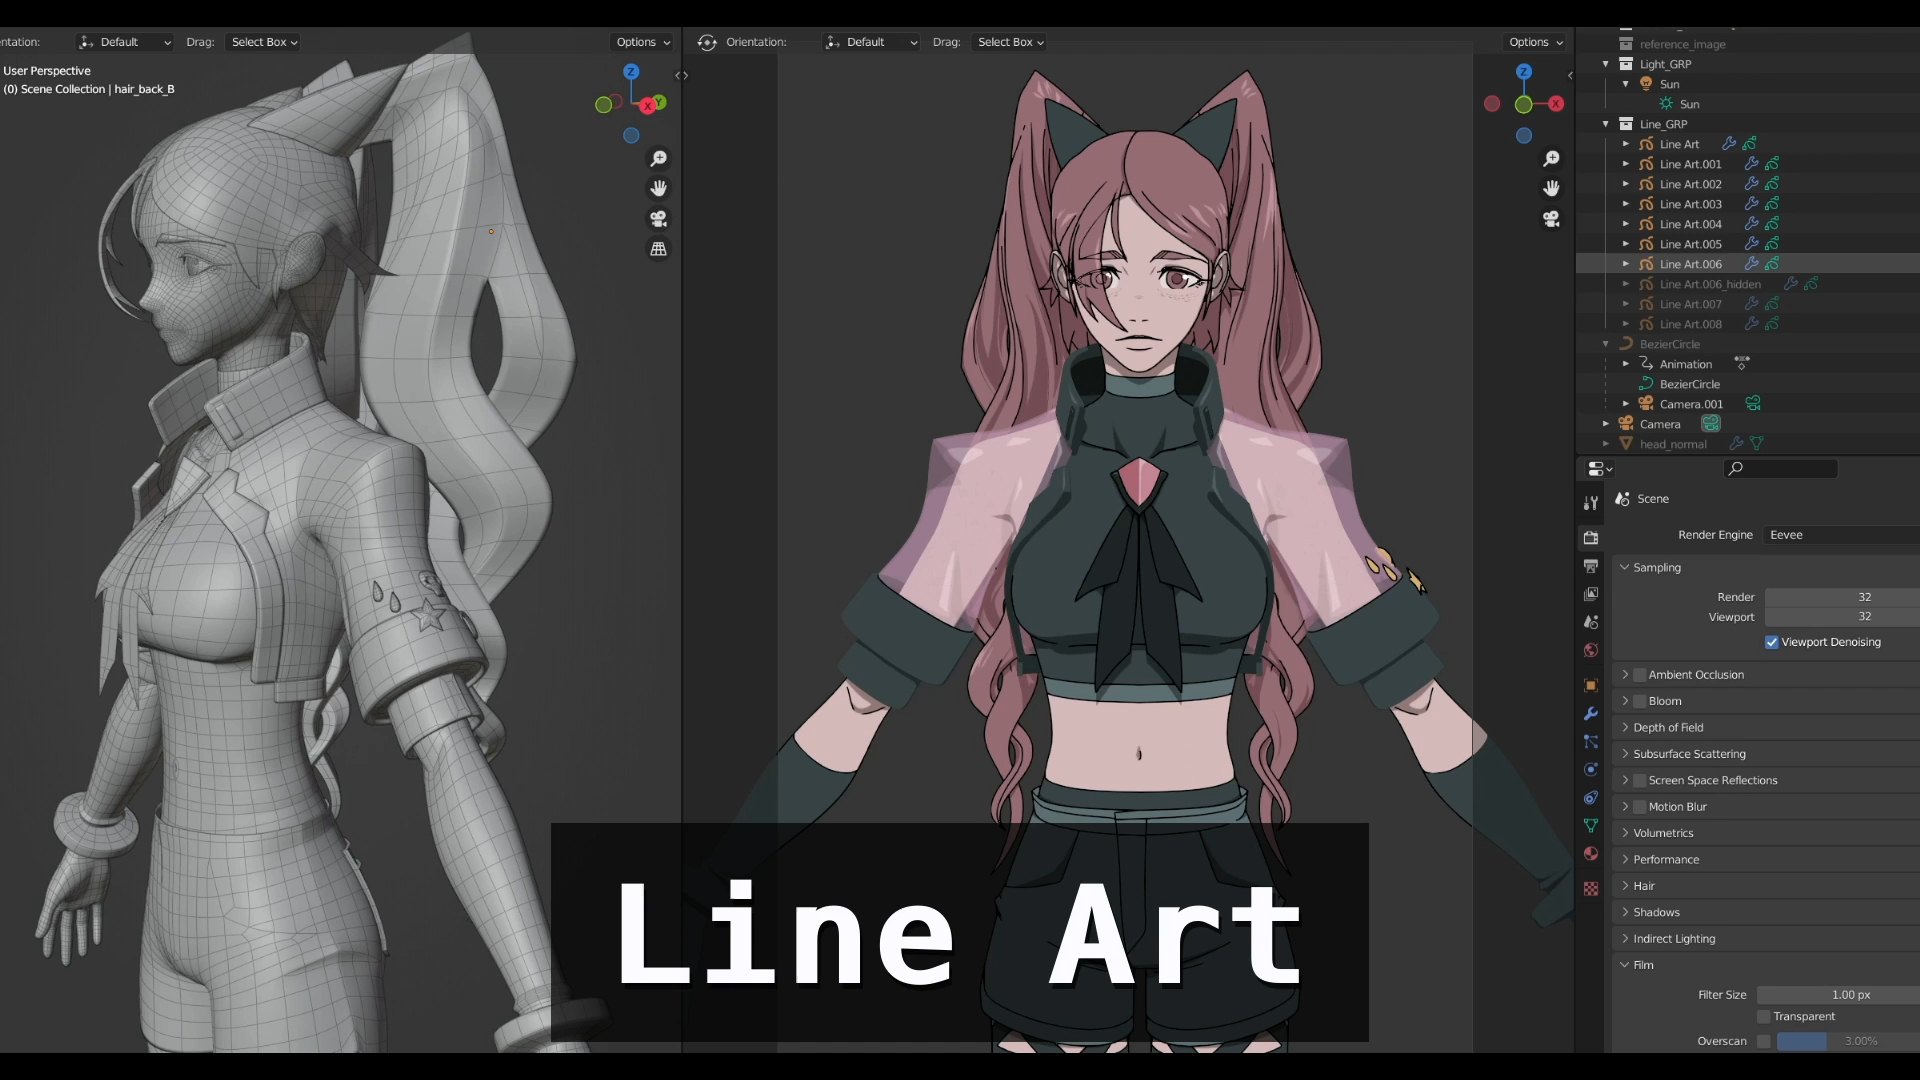 Default
Drag:
Select Box
Options
User Perspective
(0) Scene Collection | hair_back_B
Z
Y
X
Orientation:
Default
Drag:
Select Box
Options
Z
X
Line Art
reference_image
Light_GRP
Sun
Sun
Line_GRP
Line Art
Line Art.001
Line Art.002
Line Art.003
Line Art.004
Line Art.005
Line Art.006
Line Art.006_hidden
Line Art.007
Line Art.008
BezierCircle
Animation
BezierCircle
Camera.001
Camera
head_normal
Scene
Render Engine Eevee
Sampling
Render 32
Viewport 32
Viewport Denoising
Ambient Occlusion
Bloom
Depth of Field
Subsurface Scattering
Screen Space Reflections
Motion Blur
Volumetrics
Performance
Hair
Shadows
Indirect Lighting
Film
Filter Size 1.00 px
Transparent
Overscan 3.00%